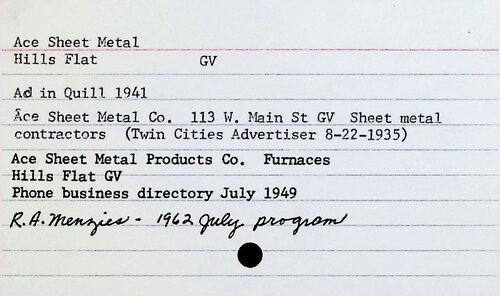 Ace Sheet Metal
Hills Flat GV
Ad in Quill 1941
Ace Sheet Metal Co. 113 W. Main St GV Sheet metal
contractors (Twin Cities Advertiser 8-22-1935)
Ace Sheet Metal Products Co. Furnaces
Hills Flat GV
Phone business directory July 1949
R.A. Menzies - 1962 July program